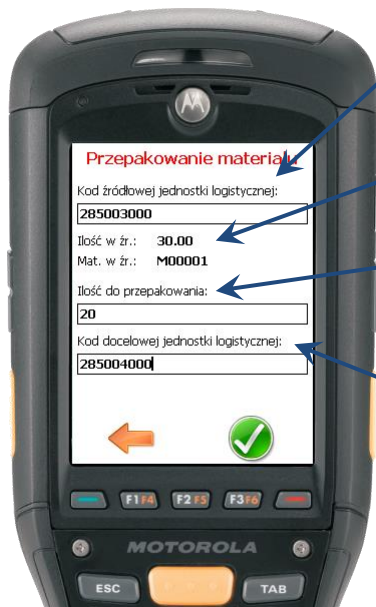 Przepakowanie materiału
Kod źródłowej jednostki logistycznej:
285003000
Ilość w źr.: 30.00
Mat. w źr.: M00001
Ilość do przepakowania:
20
Kod docelowej jednostki logistycznej:
285004000
F1 F4 F2 F5 F3 F6
MOTOROLA
ESC TAB